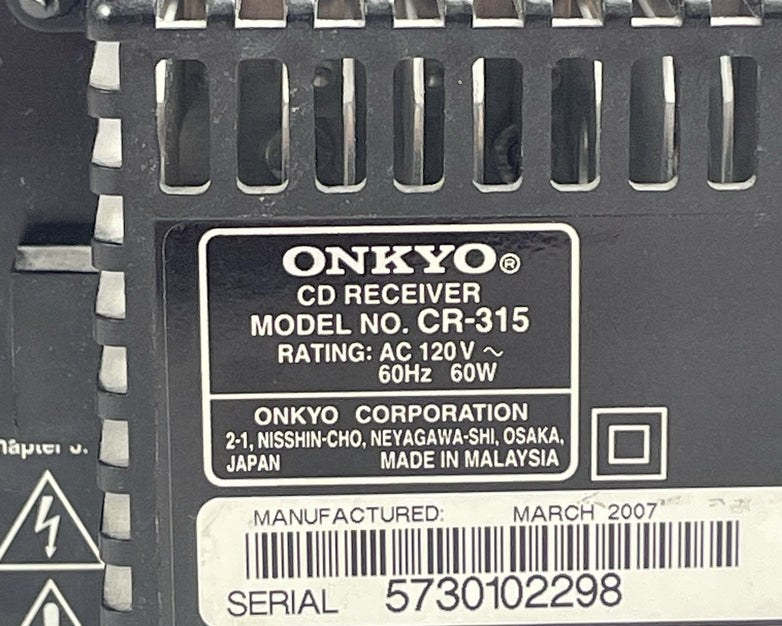 ONKYO®
CD RECEIVER
MODEL NO. CR-315
RATING: AC 120 V ~
60Hz 60W
ONKYO CORPORATION
2-1, NISSHIN-CHO, NEYAGAWA-SHI, OSAKA,
JAPAN MADE IN MALAYSIA
MANUFACTURED: MARCH 2007
SERIAL 5730102298